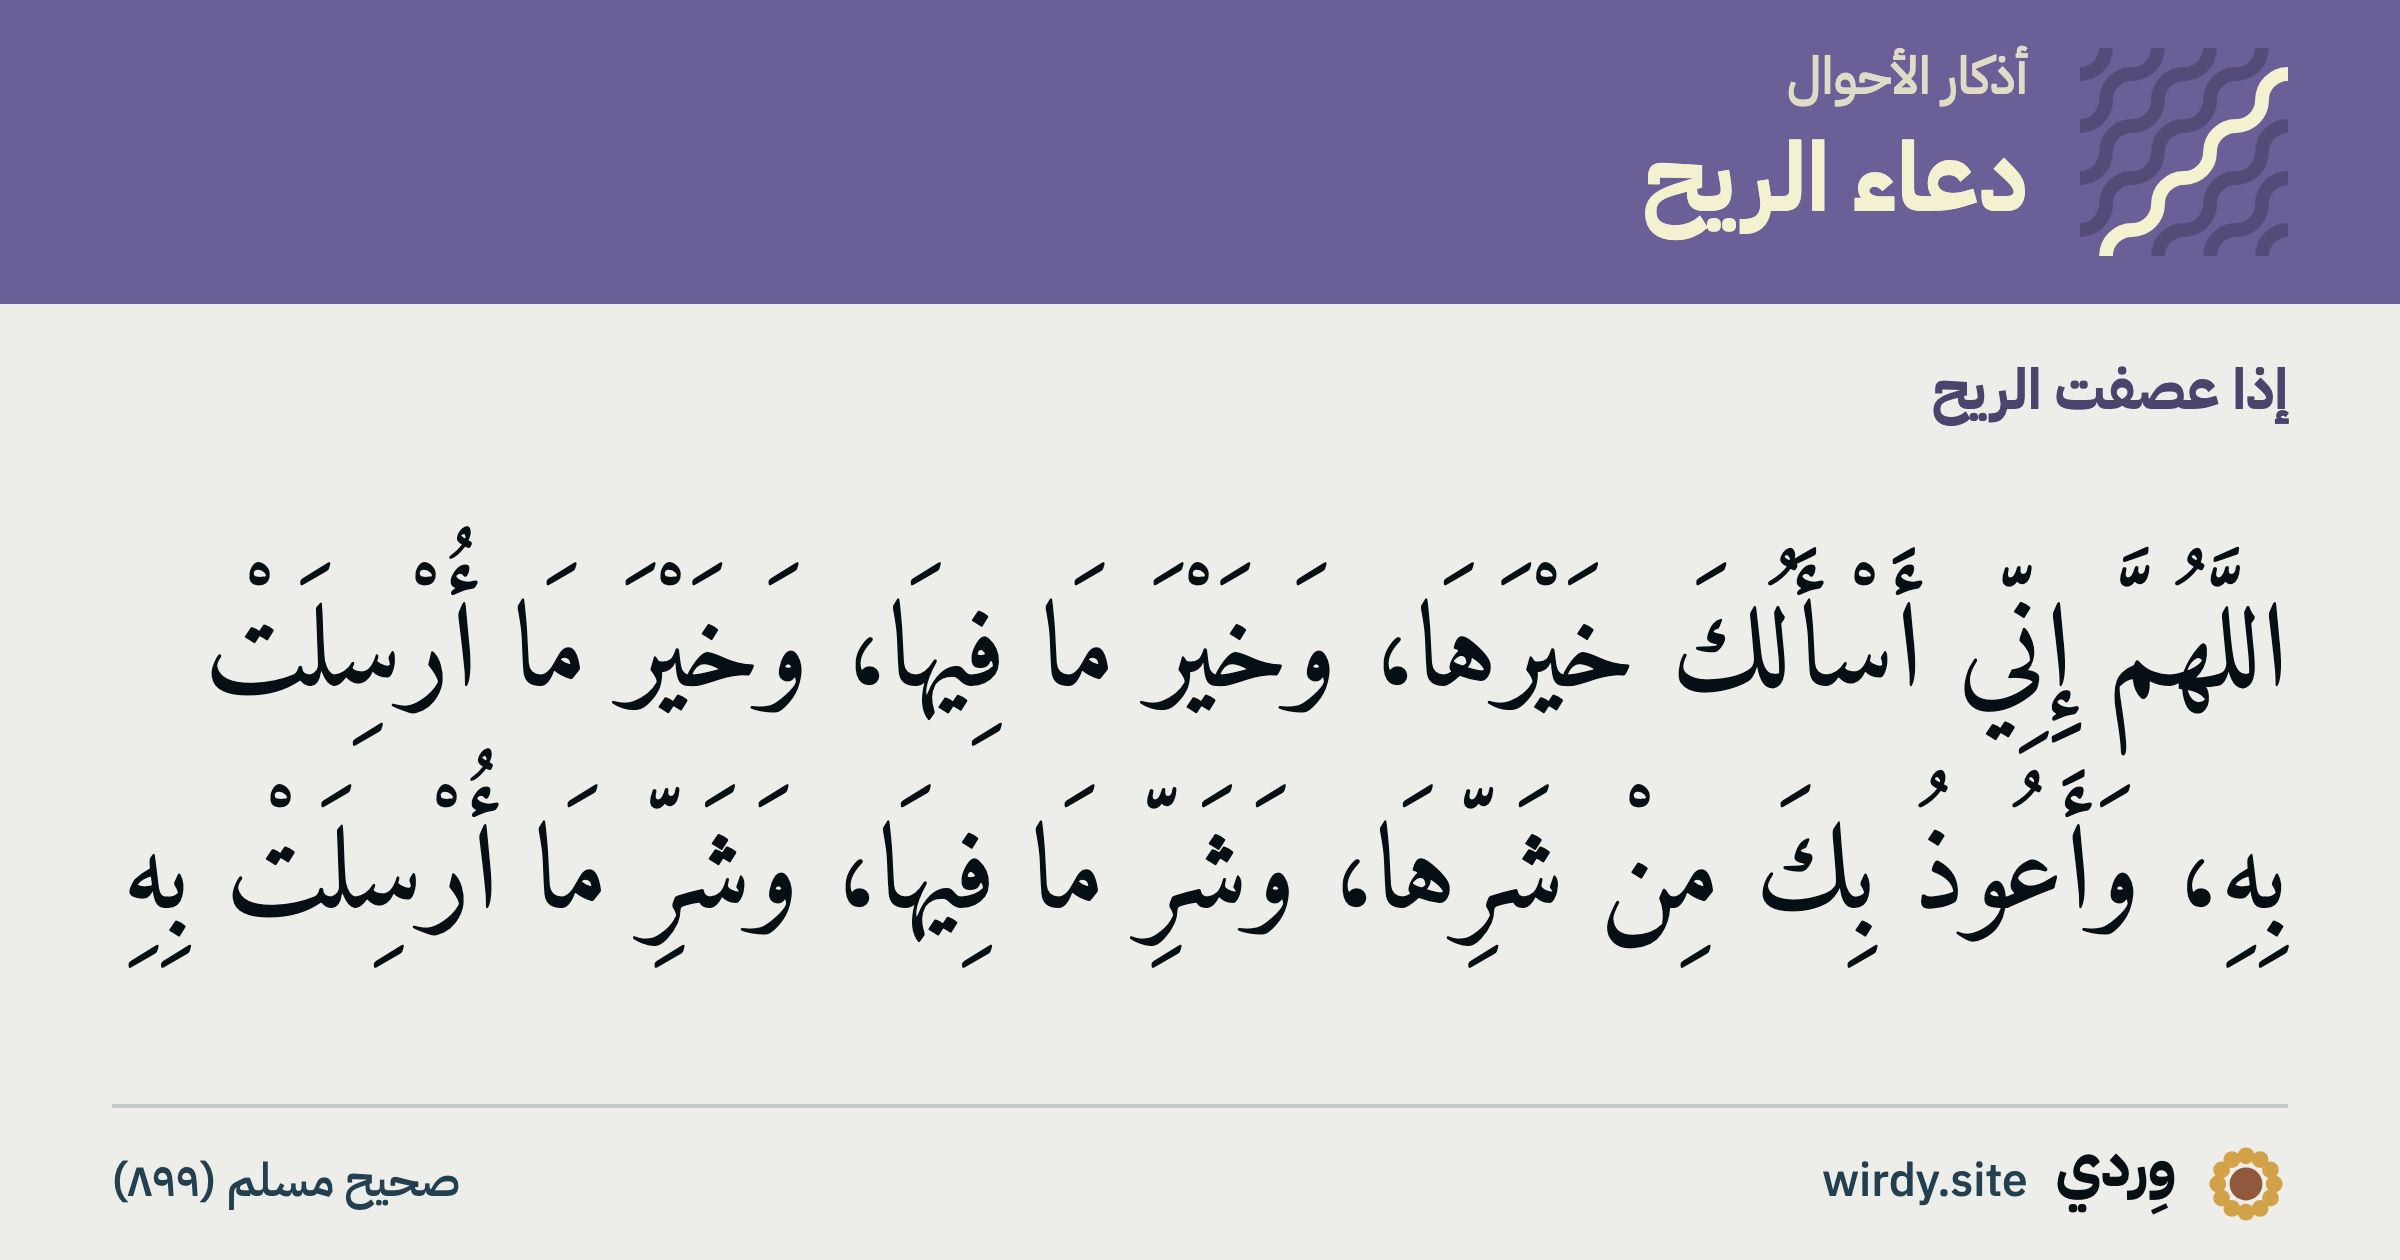 أذكار الأحوال
دعاء الريح
إذا عصفت الريح
اللَّهُمَّ إِنِّي أَسْأَلُكَ خَيْرَهَا، وَخَيْرَ مَا فِيهَا، وَخَيْرَ مَا أُرْسِلَتْ
بِهِ، وَأَعُوذُ بِكَ مِنْ شَرِّهَا، وَشَرِّ مَا فِيهَا، وَشَرِّ مَا أُرْسِلَتْ بِهِ
وِردي wirdy.site
صحيح مسلم (٨٩٩)